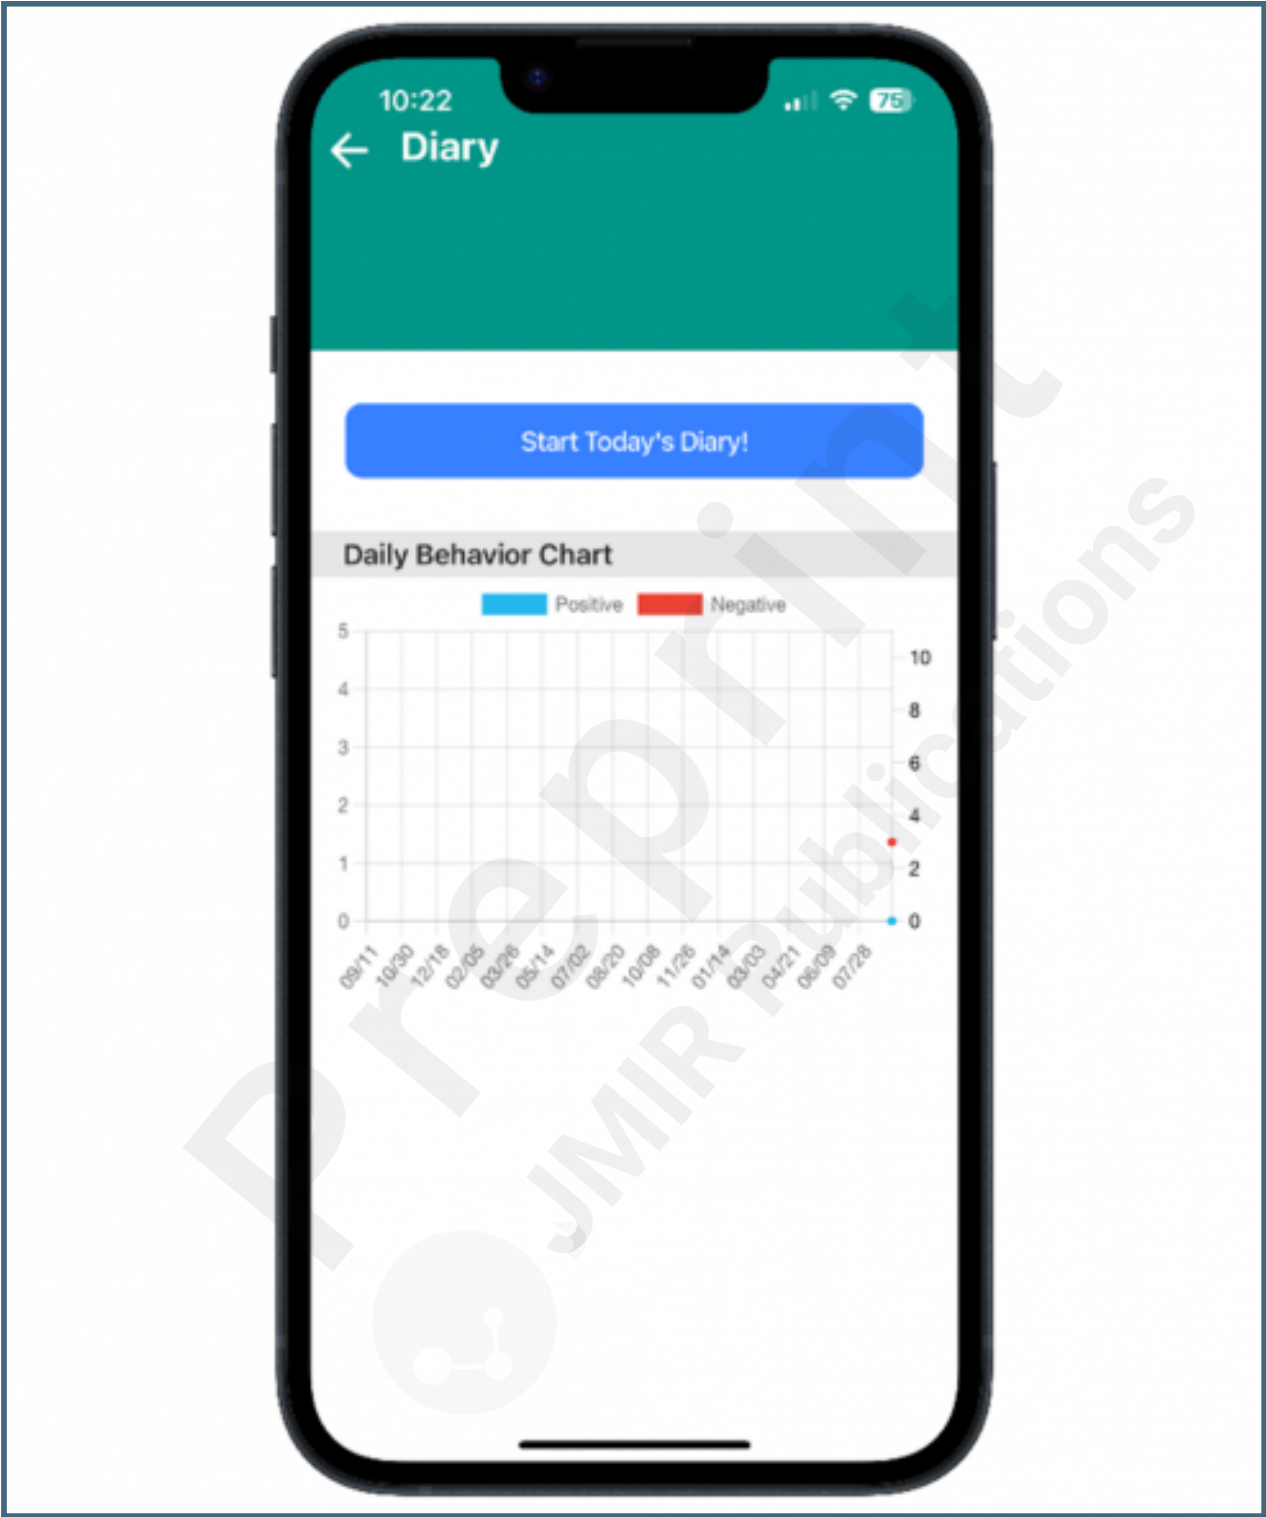 10:22
75
Diary
Start Today's Diary!
Daily Behavior Chart
Positive Negative
5
4
3
2
1
0
10
8
6
4
2
0
09/11 10/30 12/18 02/05 03/26 05/14 07/02 08/20 10/08 11/26 01/14 03/03 04/21 06/09 07/28
Preprint
JMIR Publications